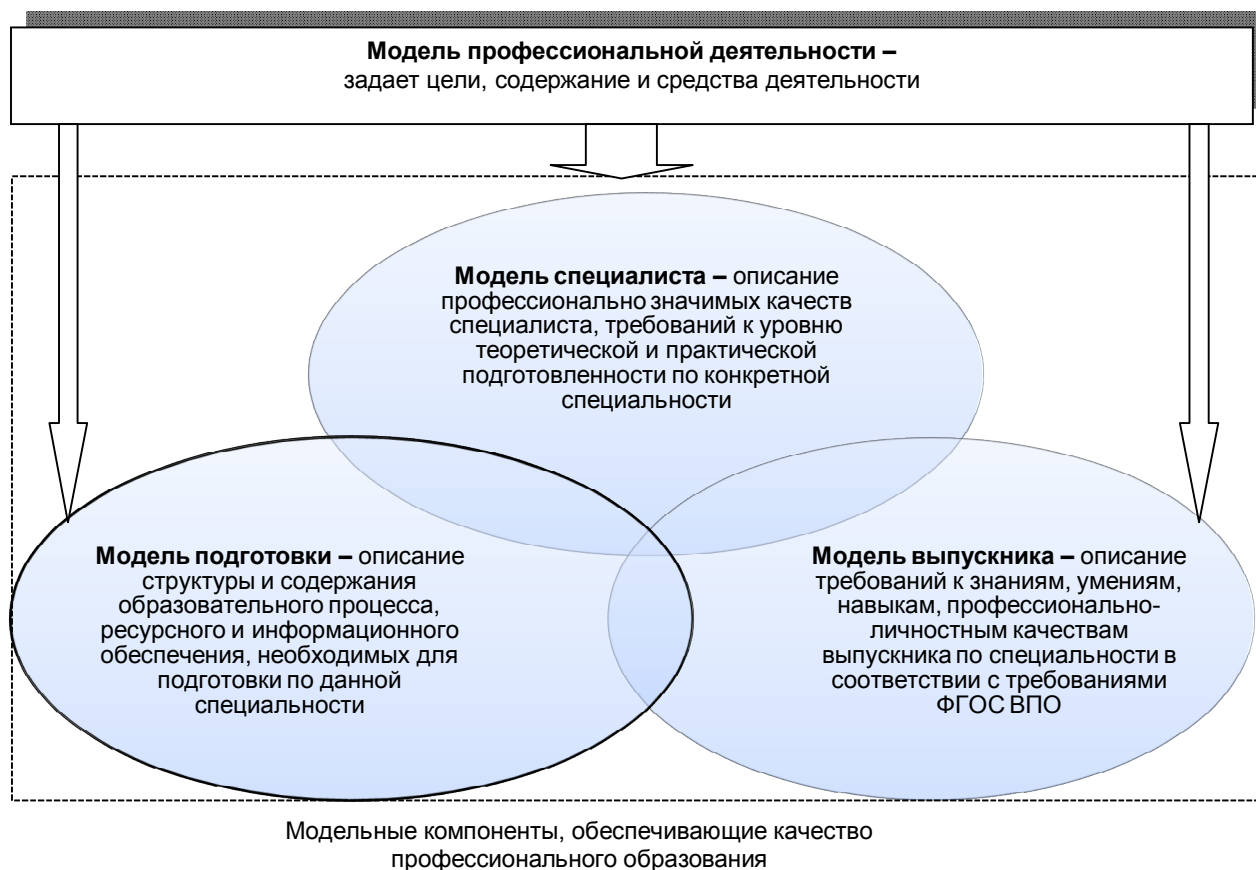 Модель профессиональной деятельности –
задает цели, содержание и средства деятельности
Модель специалиста – описание
профессионально значимых качеств
специалиста, требований к уровню
теоретической и практической
подготовленности по конкретной
специальности
Модель подготовки – описание
структуры и содержания
образовательного процесса,
ресурсного и информационного
обеспечения, необходимых для
подготовки по данной
специальности
Модель выпускника – описание
требований к знаниям, умениям,
навыкам, профессионально-
личностным качествам
выпускника по специальности в
соответствии с требованиями
ФГОС ВПО
Модельные компоненты, обеспечивающие качество
профессионального образования